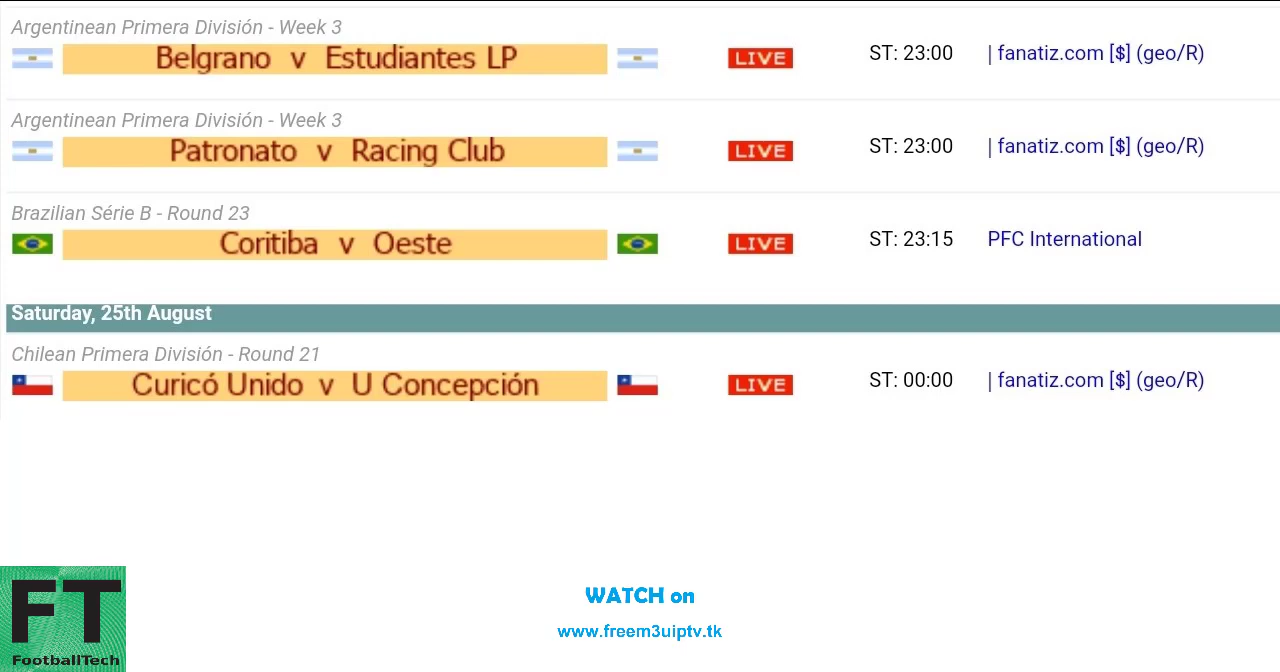 Argentinean Primera División - Week 3
Belgrano v Estudiantes LP LIVE ST: 23:00 | fanatiz.com [$] (geo/R)
Argentinean Primera División - Week 3
Patronato v Racing Club LIVE ST: 23:00 | fanatiz.com [$] (geo/R)
Brazilian Série B - Round 23
Coritiba v Oeste LIVE ST: 23:15 PFC International
Saturday, 25th August
Chilean Primera División - Round 21
Curicó Unido v U Concepción LIVE ST: 00:00 | fanatiz.com [$] (geo/R)
FT
FootballTech
WATCH on
www.freem3uiptv.tk